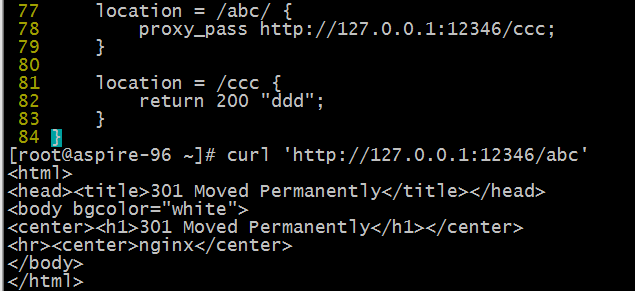 77     location = /abc/ {
78         proxy_pass http://127.0.0.1:12346/ccc;
79     }
80
81     location = /ccc {
82         return 200 "ddd";
83     }
84 }
[root@aspire-96 ~]# curl 'http://127.0.0.1:12346/abc'
<html>
<head><title>301 Moved Permanently</title></head>
<body bgcolor="white">
<center><h1>301 Moved Permanently</h1></center>
<hr><center>nginx</center>
</body>
</html>